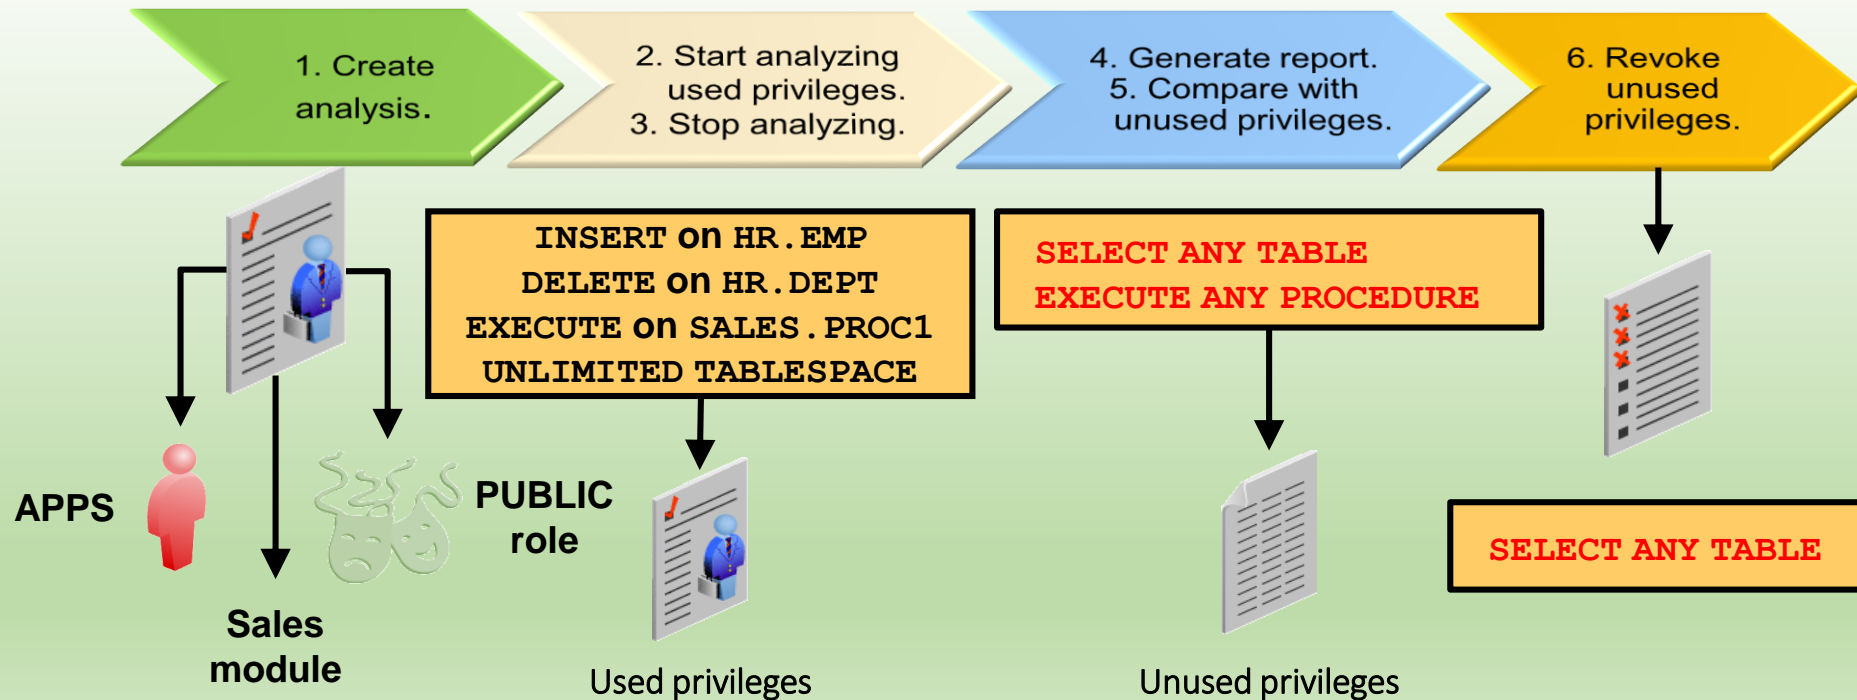 1. Create
analysis.
2. Start analyzing
used privileges.
3. Stop analyzing.
4. Generate report.
5. Compare with
unused privileges.
6. Revoke
unused
privileges.
INSERT on HR.EMP
DELETE on HR.DEPT
EXECUTE on SALES.PROC1
UNLIMITED TABLESPACE
SELECT ANY TABLE
EXECUTE ANY PROCEDURE
APPS
PUBLIC
role
Sales
module
SELECT ANY TABLE
Used privileges
Unused privileges